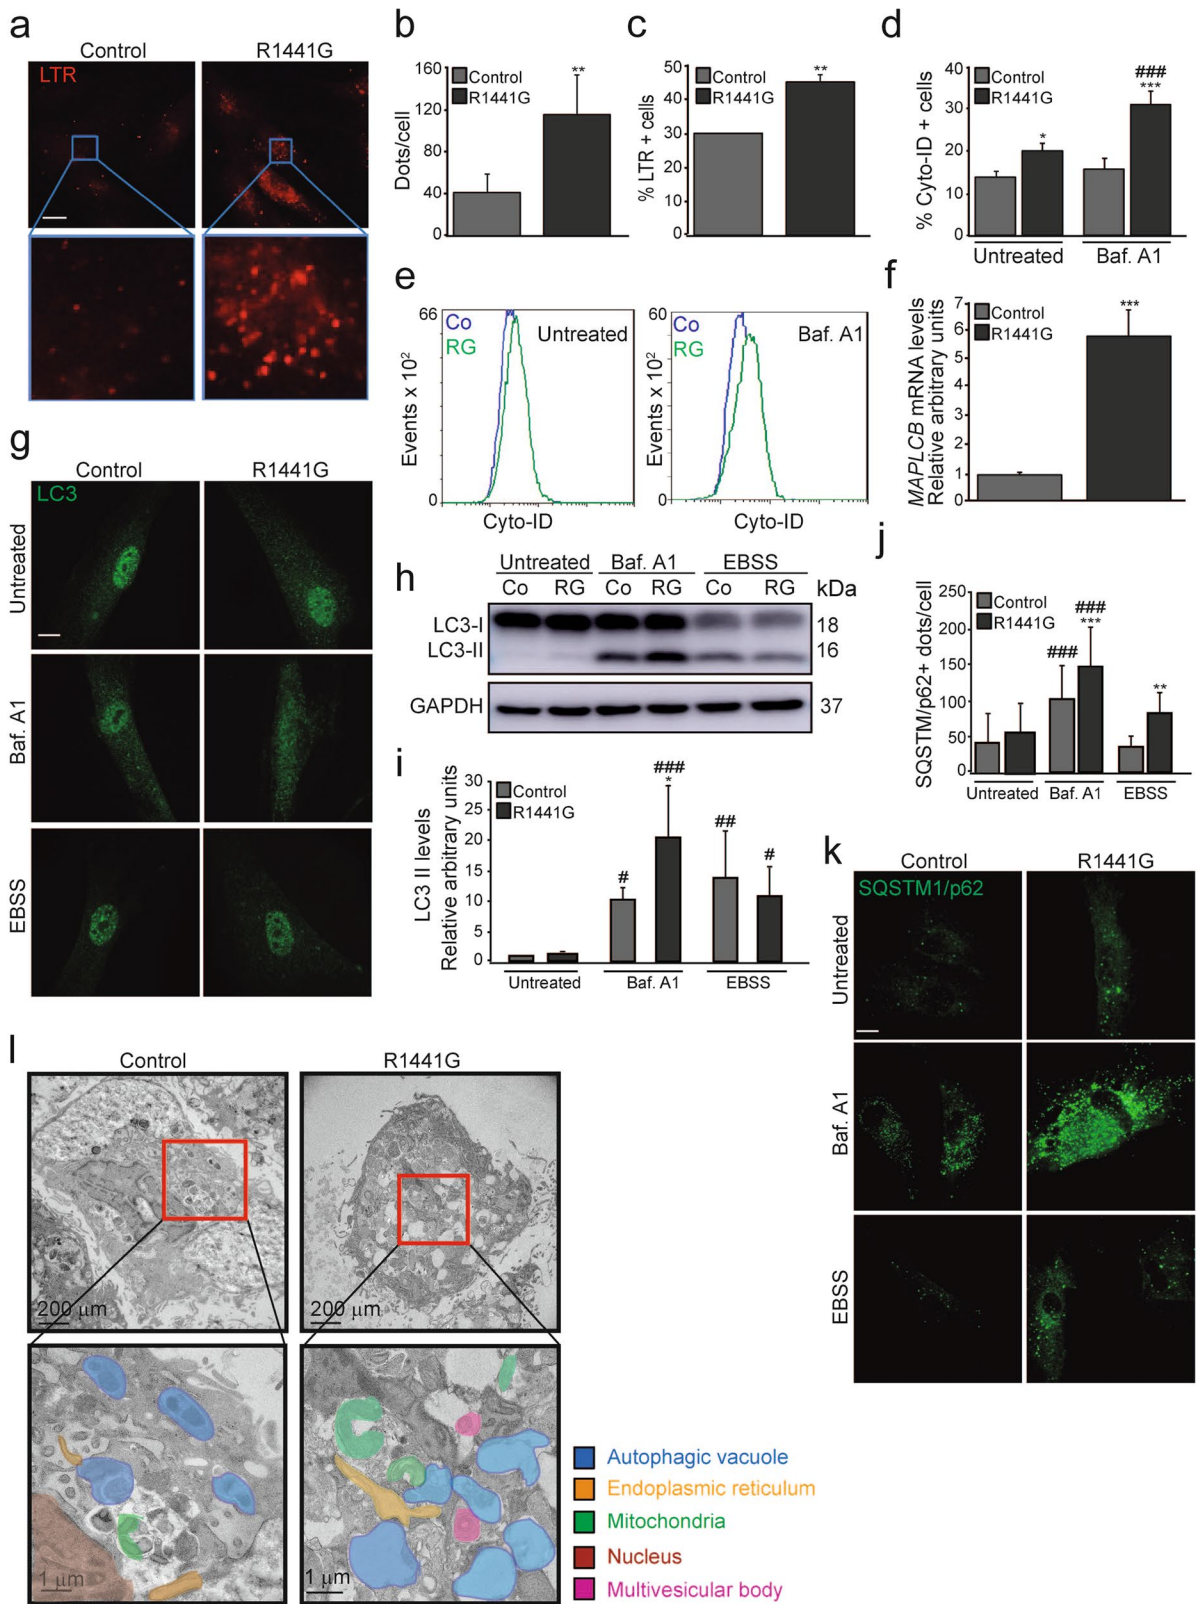 a
Control
R1441G
LTR
b
Dots/cell
160
120
80
40
0
Control
R1441G
**
c
% LTR + cells
50
40
30
20
10
0
Control
R1441G
**
d
% Cyto-ID + cells
40
30
20
10
0
Control
R1441G
*
###
***
Untreated
Baf. A1
e
Events x 10²
66
0
Co
RG
Untreated
Cyto-ID
Events x 10²
60
0
Co
RG
Baf. A1
Cyto-ID
f
MAPLCB mRNA levels
Relative arbitrary units
7
6
5
4
3
2
1
0
Control
R1441G
***
g
Control
R1441G
LC3
Untreated
Baf. A1
EBSS
h
Untreated
Baf. A1
EBSS
Co
RG
Co
RG
Co
RG
kDa
LC3-I
18
LC3-II
16
GAPDH
37
i
LC3 II levels
Relative arbitrary units
30
25
20
15
10
5
0
Control
R1441G
#
###
*
##
#
Untreated
Baf. A1
EBSS
j
SQSTM/p62+ dots/cell
250
200
150
100
50
0
Control
R1441G
###
###
***
**
Untreated
Baf. A1
EBSS
k
Control
R1441G
SQSTM1/p62
Untreated
Baf. A1
EBSS
l
Control
R1441G
200 µm
200 µm
1 µm
1 µm
Autophagic vacuole
Endoplasmic reticulum
Mitochondria
Nucleus
Multivesicular body